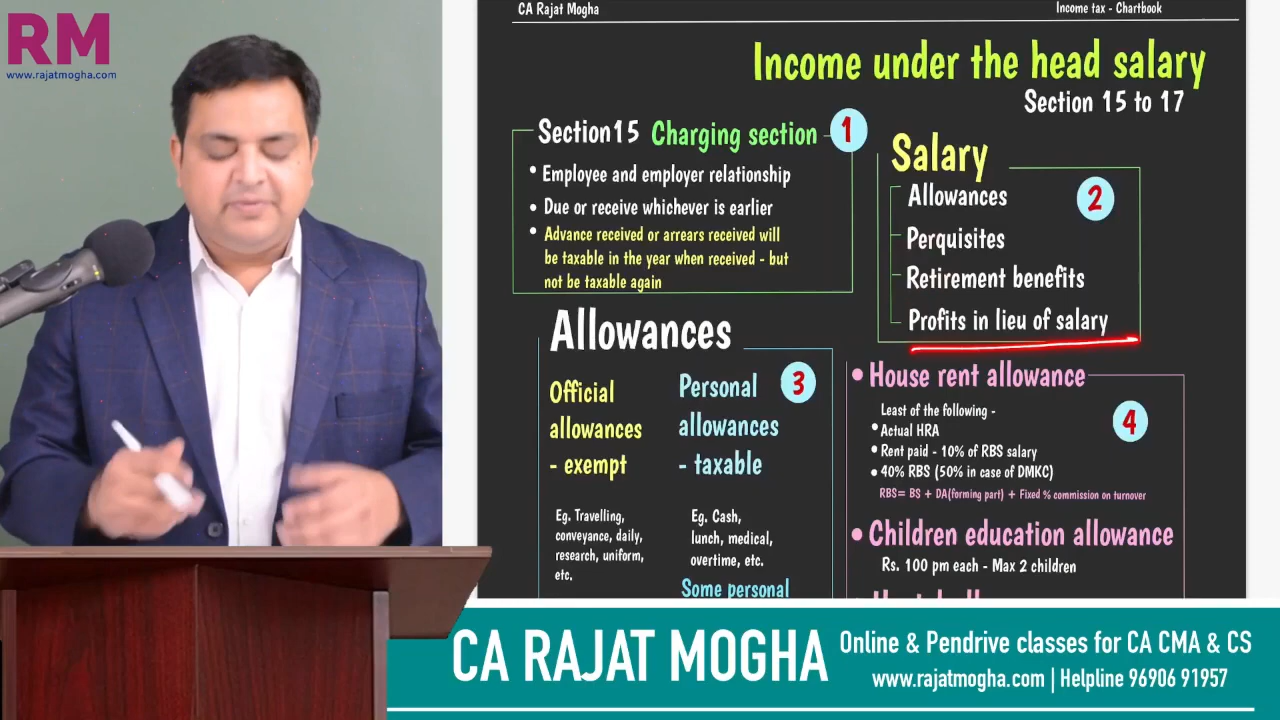 RM
www.rajatmogha.com
CA Rajat Mogha
Income tax - Chartbook
Income under the head salary
Section 15 to 17
Section15 Charging section
1
• Employee and employer relationship
• Due or receive whichever is earlier
• Advance received or arrears received will
be taxable in the year when received - but
not be taxable again
Salary
2
Allowances
Perquisites
Retirement benefits
Profits in lieu of salary
Allowances
3
Official
allowances
- exempt
Eg. Travelling,
conveyance, daily,
research, uniform,
etc.
Personal
allowances
- taxable
Eg. Cash,
lunch, medical,
overtime, etc.
Some personal
• House rent allowance
4
Least of the following -
• Actual HRA
• Rent paid - 10% of RBS salary
• 40% RBS (50% in case of DMKC)
RBS= BS + DA(forming part) + Fixed % commission on turnover
• Children education allowance
Rs. 100 pm each - Max 2 children
CA RAJAT MOGHA
Online & Pendrive classes for CA CMA & CS
www.rajatmogha.com | Helpline 96906 91957